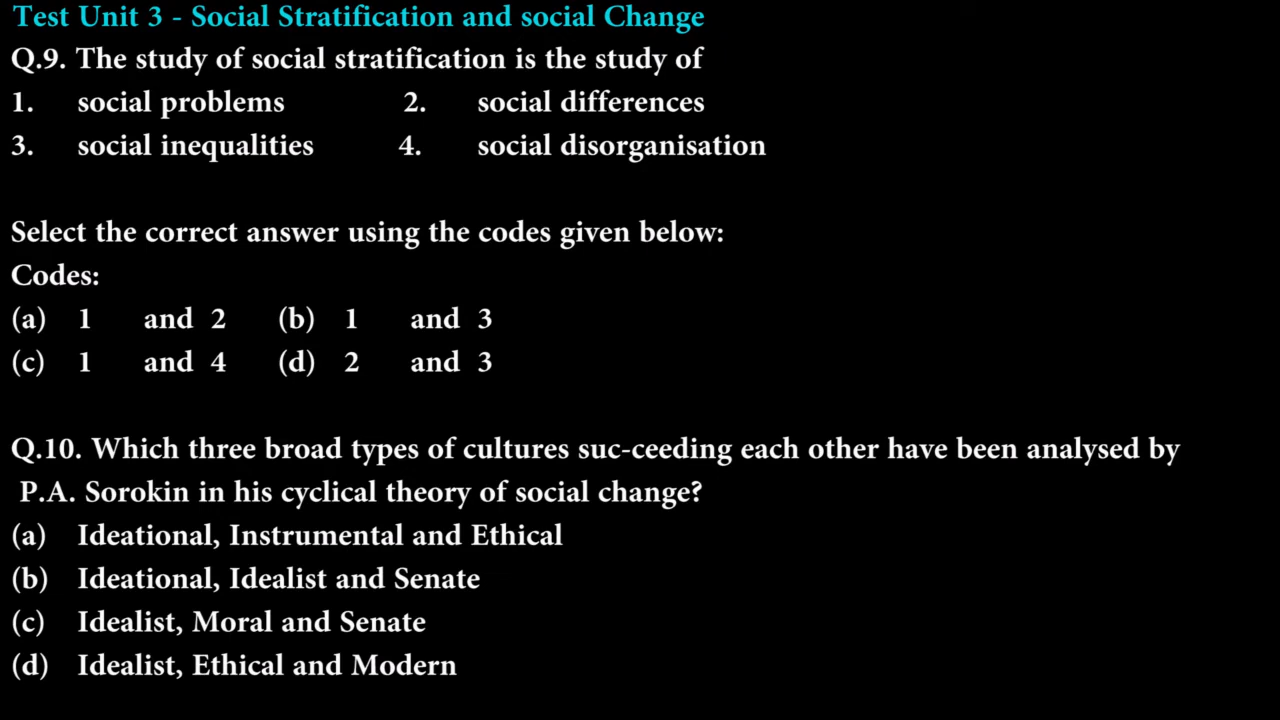 Test Unit 3 - Social Stratification and social Change
Q.9. The study of social stratification is the study of
1. social problems 2. social differences
3. social inequalities 4. social disorganisation
Select the correct answer using the codes given below:
Codes:
(a) 1 and 2 (b) 1 and 3
(c) 1 and 4 (d) 2 and 3
Q.10. Which three broad types of cultures suc-ceeding each other have been analysed by
P.A. Sorokin in his cyclical theory of social change?
(a) Ideational, Instrumental and Ethical
(b) Ideational, Idealist and Senate
(c) Idealist, Moral and Senate
(d) Idealist, Ethical and Modern